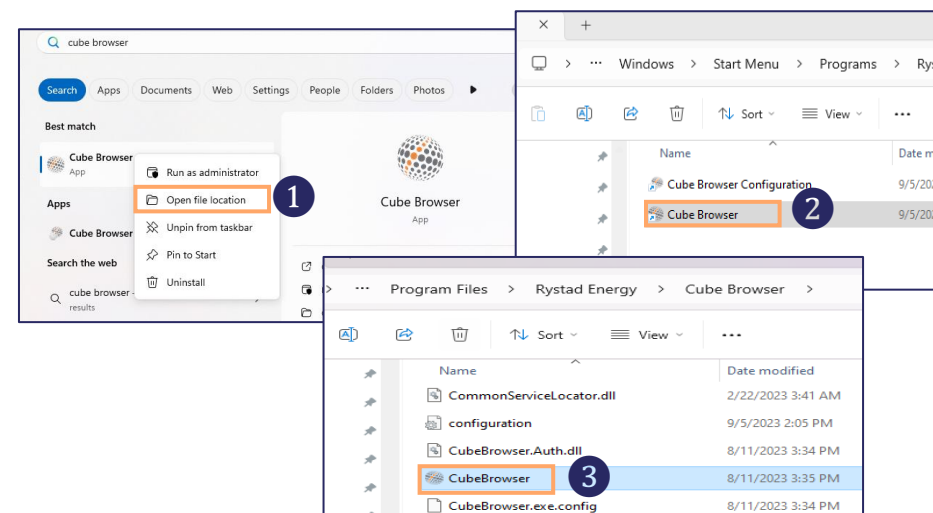 cube browser
Search Apps Documents Web Settings People Folders Photos
Best match
Cube Browser
App
Run as administrator
Open file location
Unpin from taskbar
Pin to Start
Uninstall
1
Apps
Cube Browser
Search the web
cube browser -
results
Cube Browser
App
Windows > Start Menu > Programs >
Sort View
Name Date m
Cube Browser Configuration 9/5/20
Cube Browser 9/5/20
2
> ... Program Files > Rystad Energy > Cube Browser >
Sort View ...
Name Date modified
CommonServiceLocator.dll 2/22/2023 3:41 AM
configuration 9/5/2023 2:05 PM
CubeBrowser.Auth.dll 8/11/2023 3:34 PM
CubeBrowser 8/11/2023 3:35 PM
3
CubeBrowser.exe.config 8/11/2023 3:34 PM